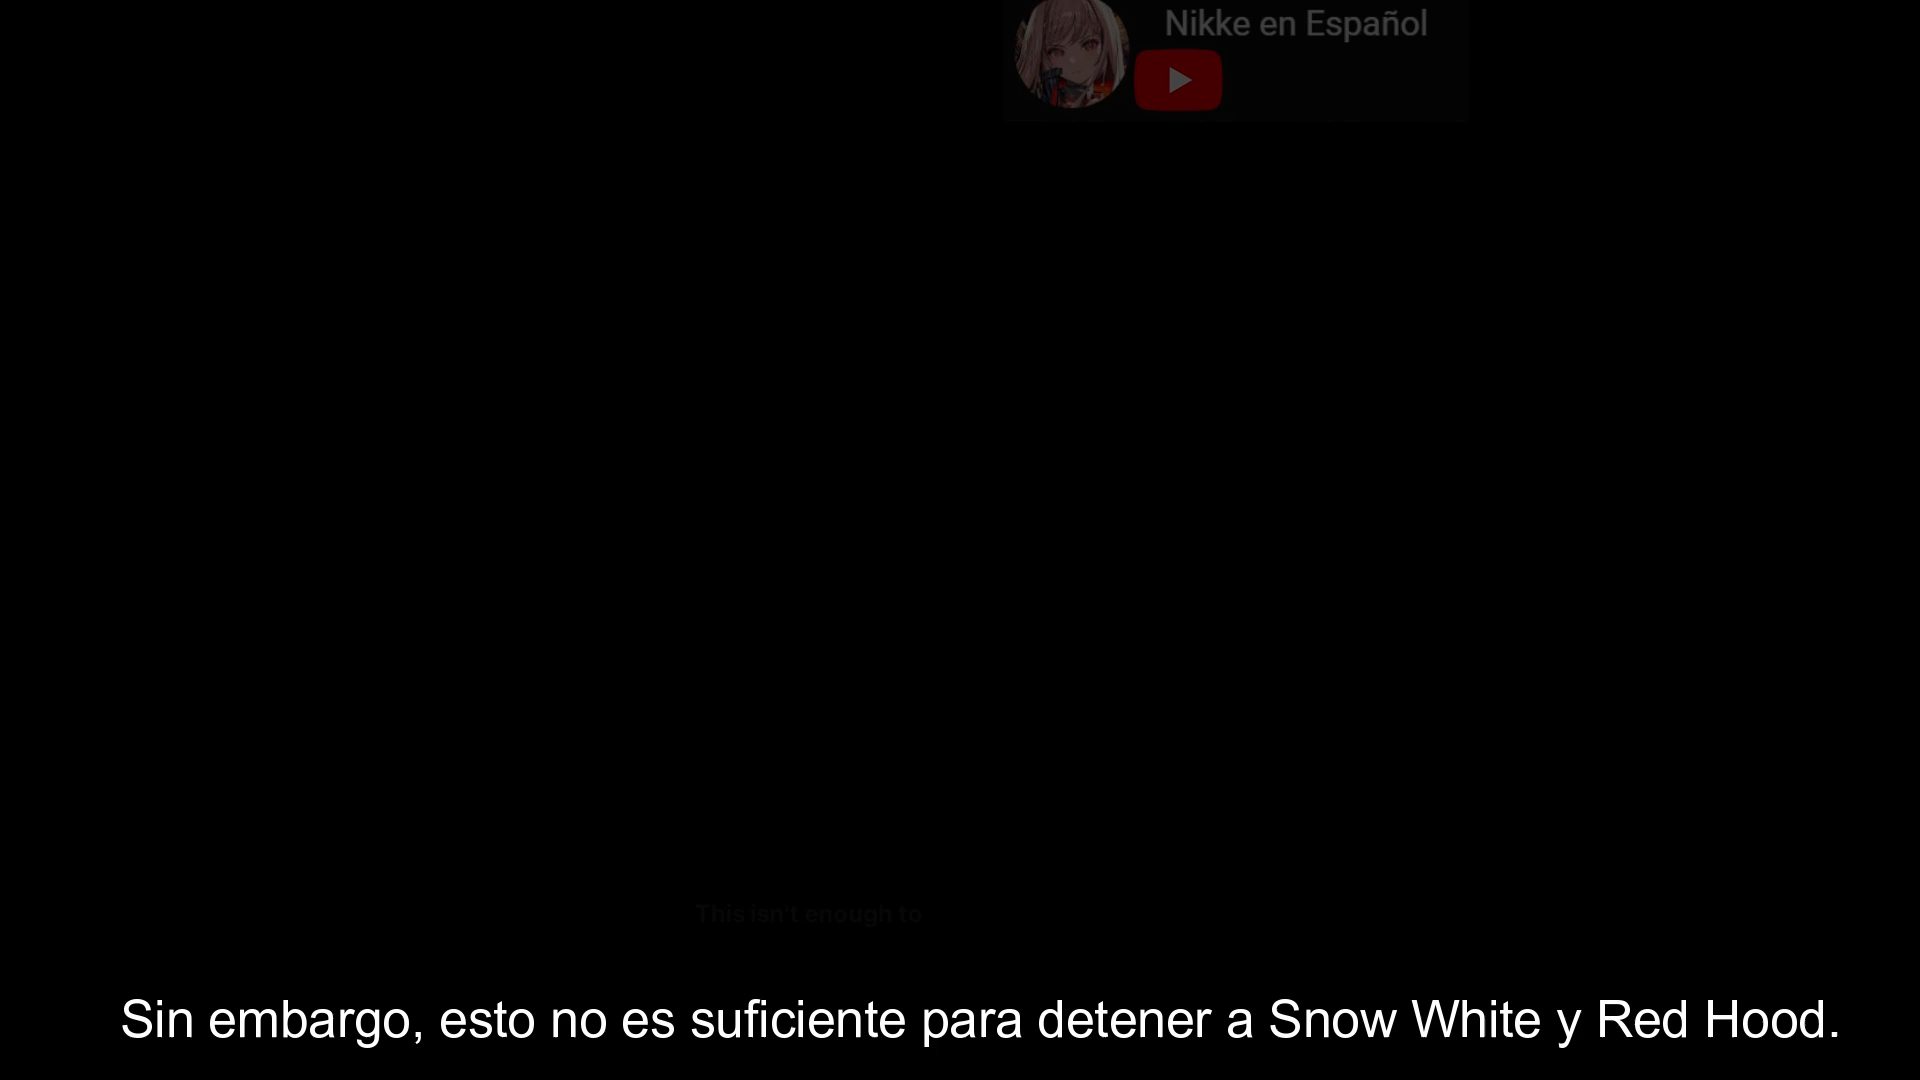 Nikke en Español
This isn't enough to
Sin embargo, esto no es suficiente para detener a Snow White y Red Hood.